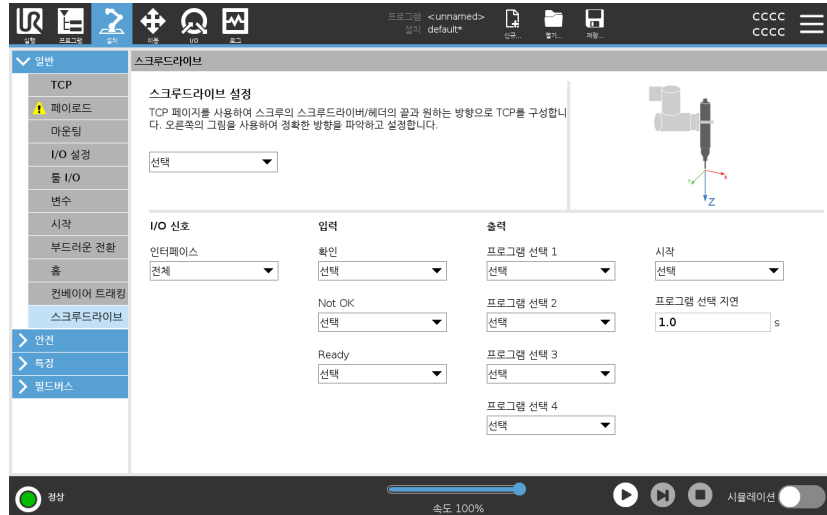 UR
실행
프로그램
설치
이동
I/O
로그
프로그램 <unnamed>
설치 default*
신규...
열기...
저장...
cccc
cccc
일반
TCP
페이로드
마운팅
I/O 설정
툴 I/O
변수
시작
부드러운 전환
홈
컨베이어 트래킹
스크루드라이브
안전
특징
필드버스
스크루드라이브
스크루드라이브 설정
TCP 페이지를 사용하여 스크루의 스크루드라이버/헤더의 끝과 원하는 방향으로 TCP를 구성합니
다. 오른쪽의 그림을 사용하여 정확한 방향을 파악하고 설정합니다.
선택
Y
X
Z
I/O 신호
입력
출력
인터페이스
전체
확인
선택
프로그램 선택 1
선택
시작
선택
Not OK
선택
프로그램 선택 2
선택
프로그램 선택 지연
1.0 s
Ready
선택
프로그램 선택 3
선택
프로그램 선택 4
선택
정상
속도 100%
시뮬레이션